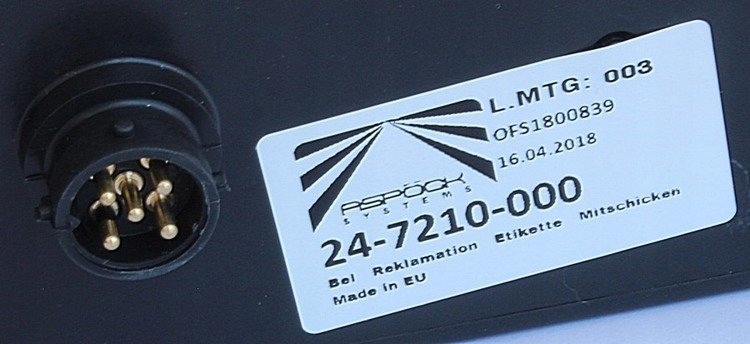 L.MTG: 003
OFS1800839
16.04.2018
ASPÖCK
SYSTEMS
24-7210-000
Bei Reklamation Etikette Mitschicken
Made in EU